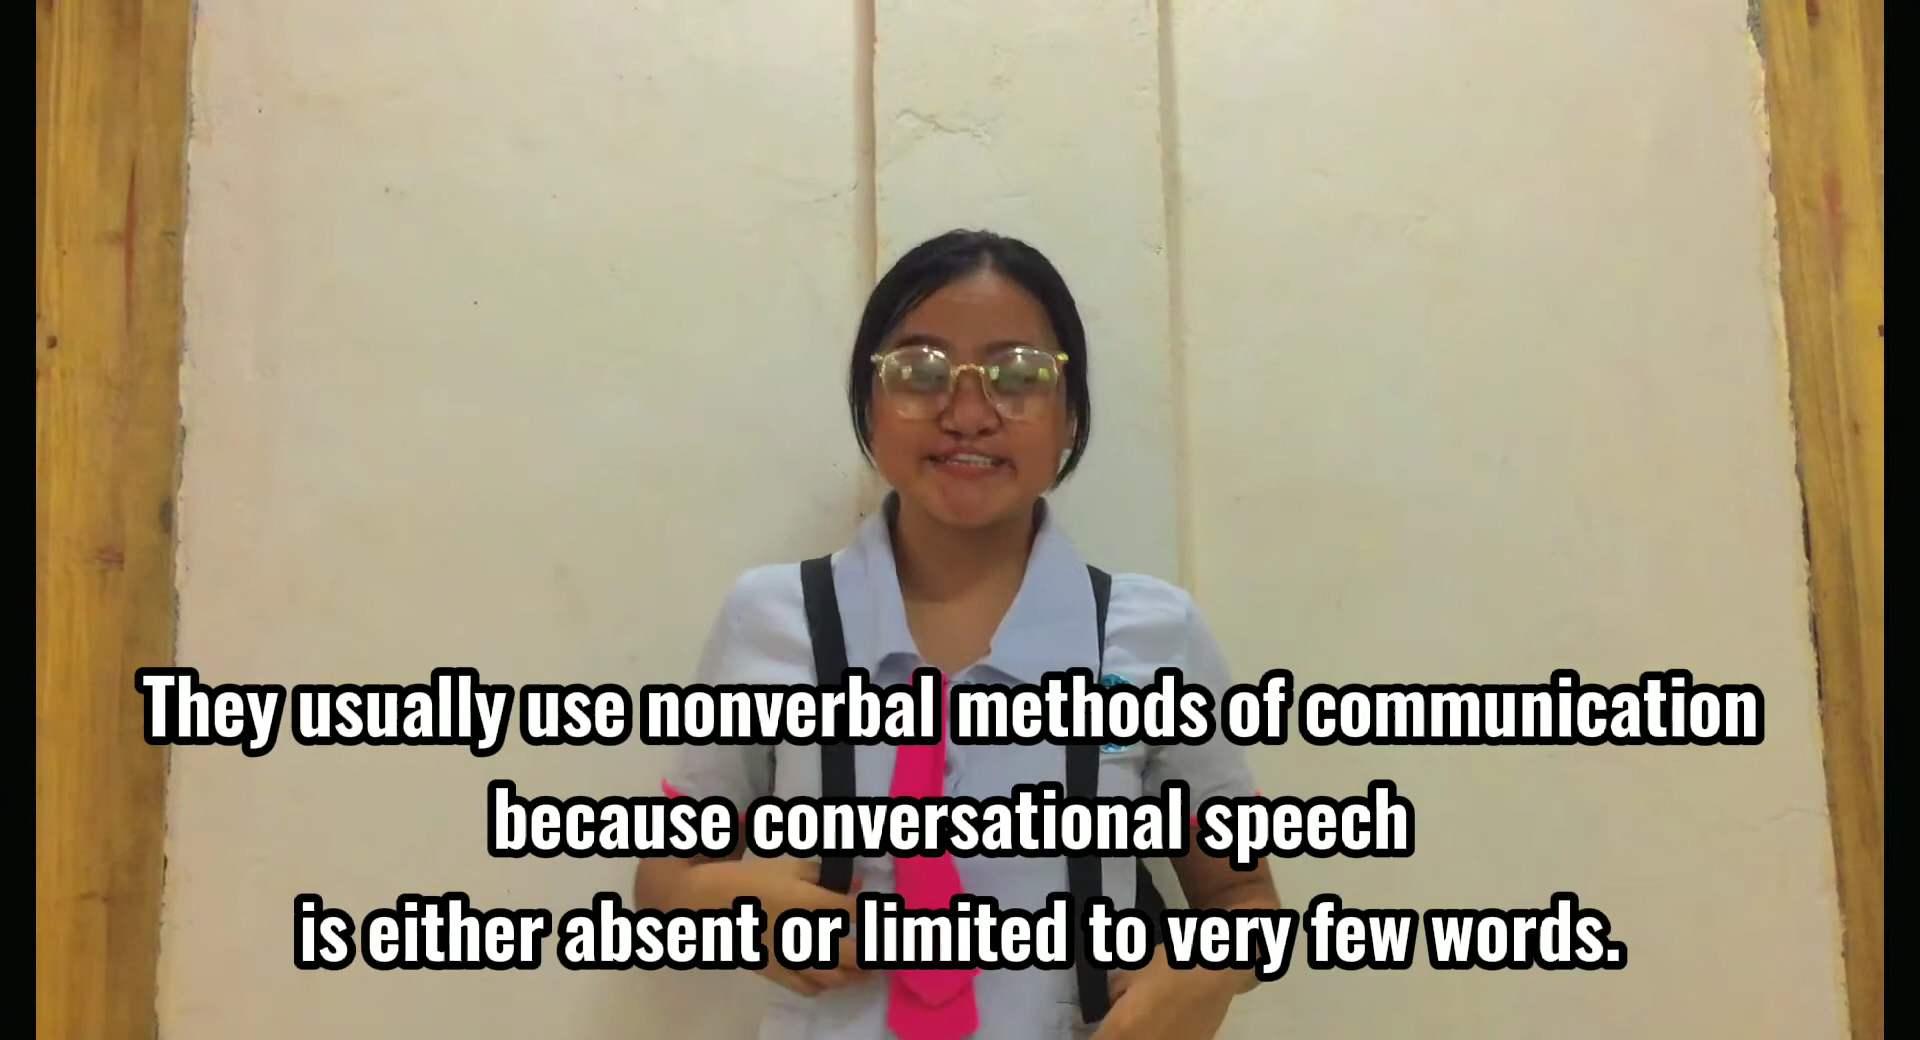 They usually use nonverbal methods of communication
because conversational speech
is either absent or limited to very few words.